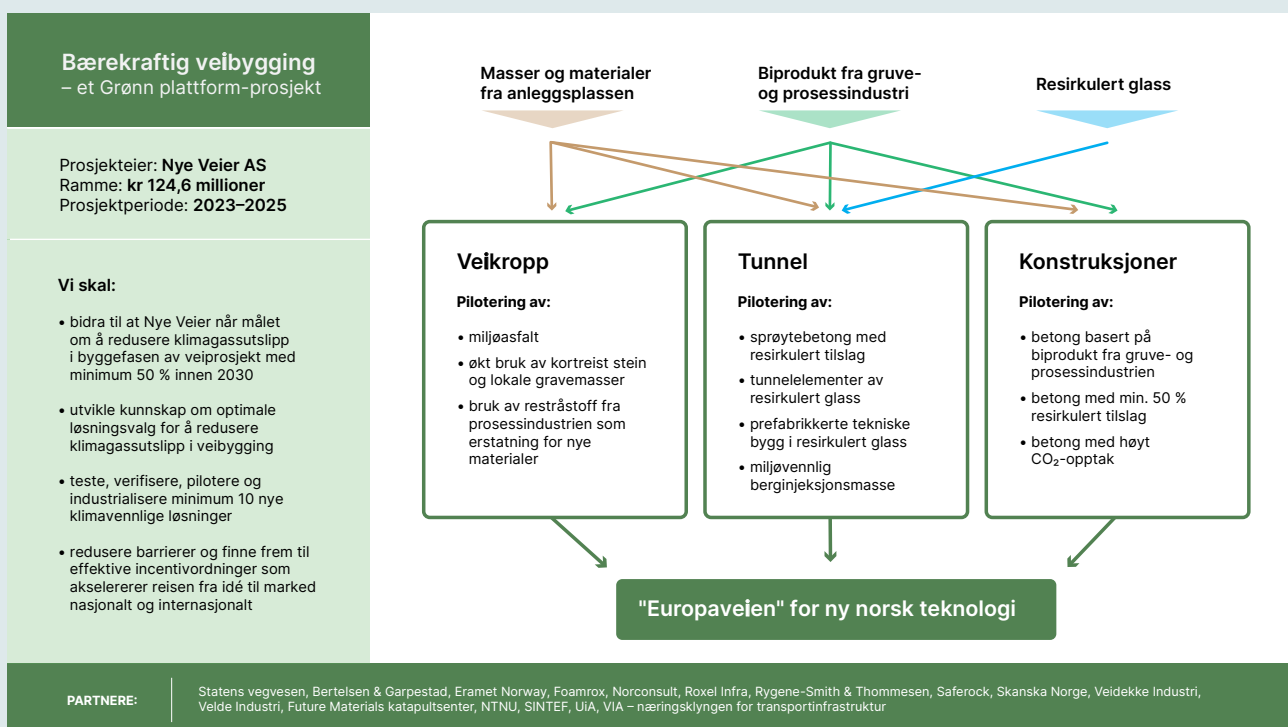 Bærekraftig veibygging
– et Grønn plattform-prosjekt
Prosjekteier: Nye Veier AS
Ramme: kr 124,6 millioner
Prosjektperiode: 2023–2025
Vi skal:
• bidra til at Nye Veier når målet
om å redusere klimagassutslipp
i byggefasen av veiprosjekt med
minimum 50 % innen 2030
• utvikle kunnskap om optimale
løsningsvalg for å redusere
klimagassutslipp i veibygging
• teste, verifisere, pilotere og
industrialisere minimum 10 nye
klimavennlige løsninger
• redusere barrierer og finne frem til
effektive incentivordninger som
akselererer reisen fra idé til marked
nasjonalt og internasjonalt
Masser og materialer
fra anleggsplassen
Biprodukt fra gruve-
og prosessindustri
Resirkulert glass
Veikropp
Pilotering av:
• miljøasfalt
• økt bruk av kortreist stein
og lokale gravemasser
• bruk av restråstoff fra
prosessindustrien som
erstatning for nye
materialer
Tunnel
Pilotering av:
• sprøytebetong med
resirkulert tilslag
• tunnelelementer av
resirkulert glass
• prefabrikkerte tekniske
bygg i resirkulert glass
• miljøvennlig
berginjeksjonsmasse
Konstruksjoner
Pilotering av:
• betong basert på
biprodukt fra gruve- og
prosessindustrien
• betong med min. 50 %
resirkulert tilslag
• betong med høyt
CO₂-opptak
"Europaveien" for ny norsk teknologi
PARTNERE:
Statens vegvesen, Bertelsen & Garpestad, Eramet Norway, Foamrox, Norconsult, Roxel Infra, Rygene-Smith & Thommesen, Saferock, Skanska Norge, Veidekke Industri,
Velde Industri, Future Materials katapultsenter, NTNU, SINTEF, UiA, VIA – næringsklyngen for transportinfrastruktur